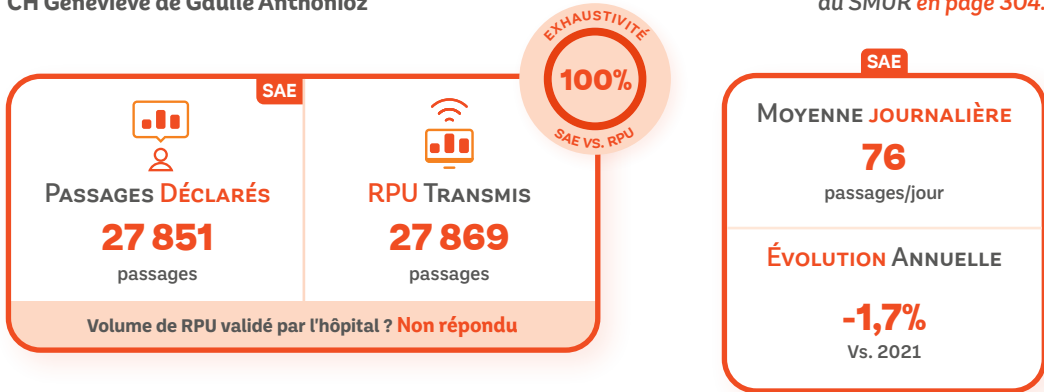 CH Geneviève de Gaulle Anthonioz
du SMUR en page 304.
EXHAUSTIVITÉ
100%
SAE VS. RPU
SAE
PASSAGES DÉCLARÉS
27 851
passages
RPU TRANSMIS
27 869
passages
Volume de RPU validé par l'hôpital ? Non répondu
SAE
MOYENNE JOURNALIÈRE
76
passages/jour
ÉVOLUTION ANNUELLE
-1,7%
Vs. 2021